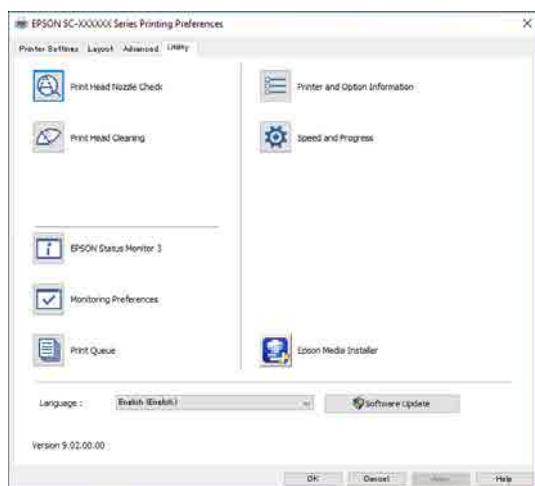 EPSON SC-XXXXXX Series Printing Preferences
Printer Settings Layout Advanced Utility
Print Head Nozzle Check
Printer and Option Information
Print Head Cleaning
Speed and Progress
EPSON Status Monitor 3
Monitoring Preferences
Print Queue
Epson Media Installer
Language :
English (English)
Software Update
Version 9.02.00.00
OK Cancel Apply Help